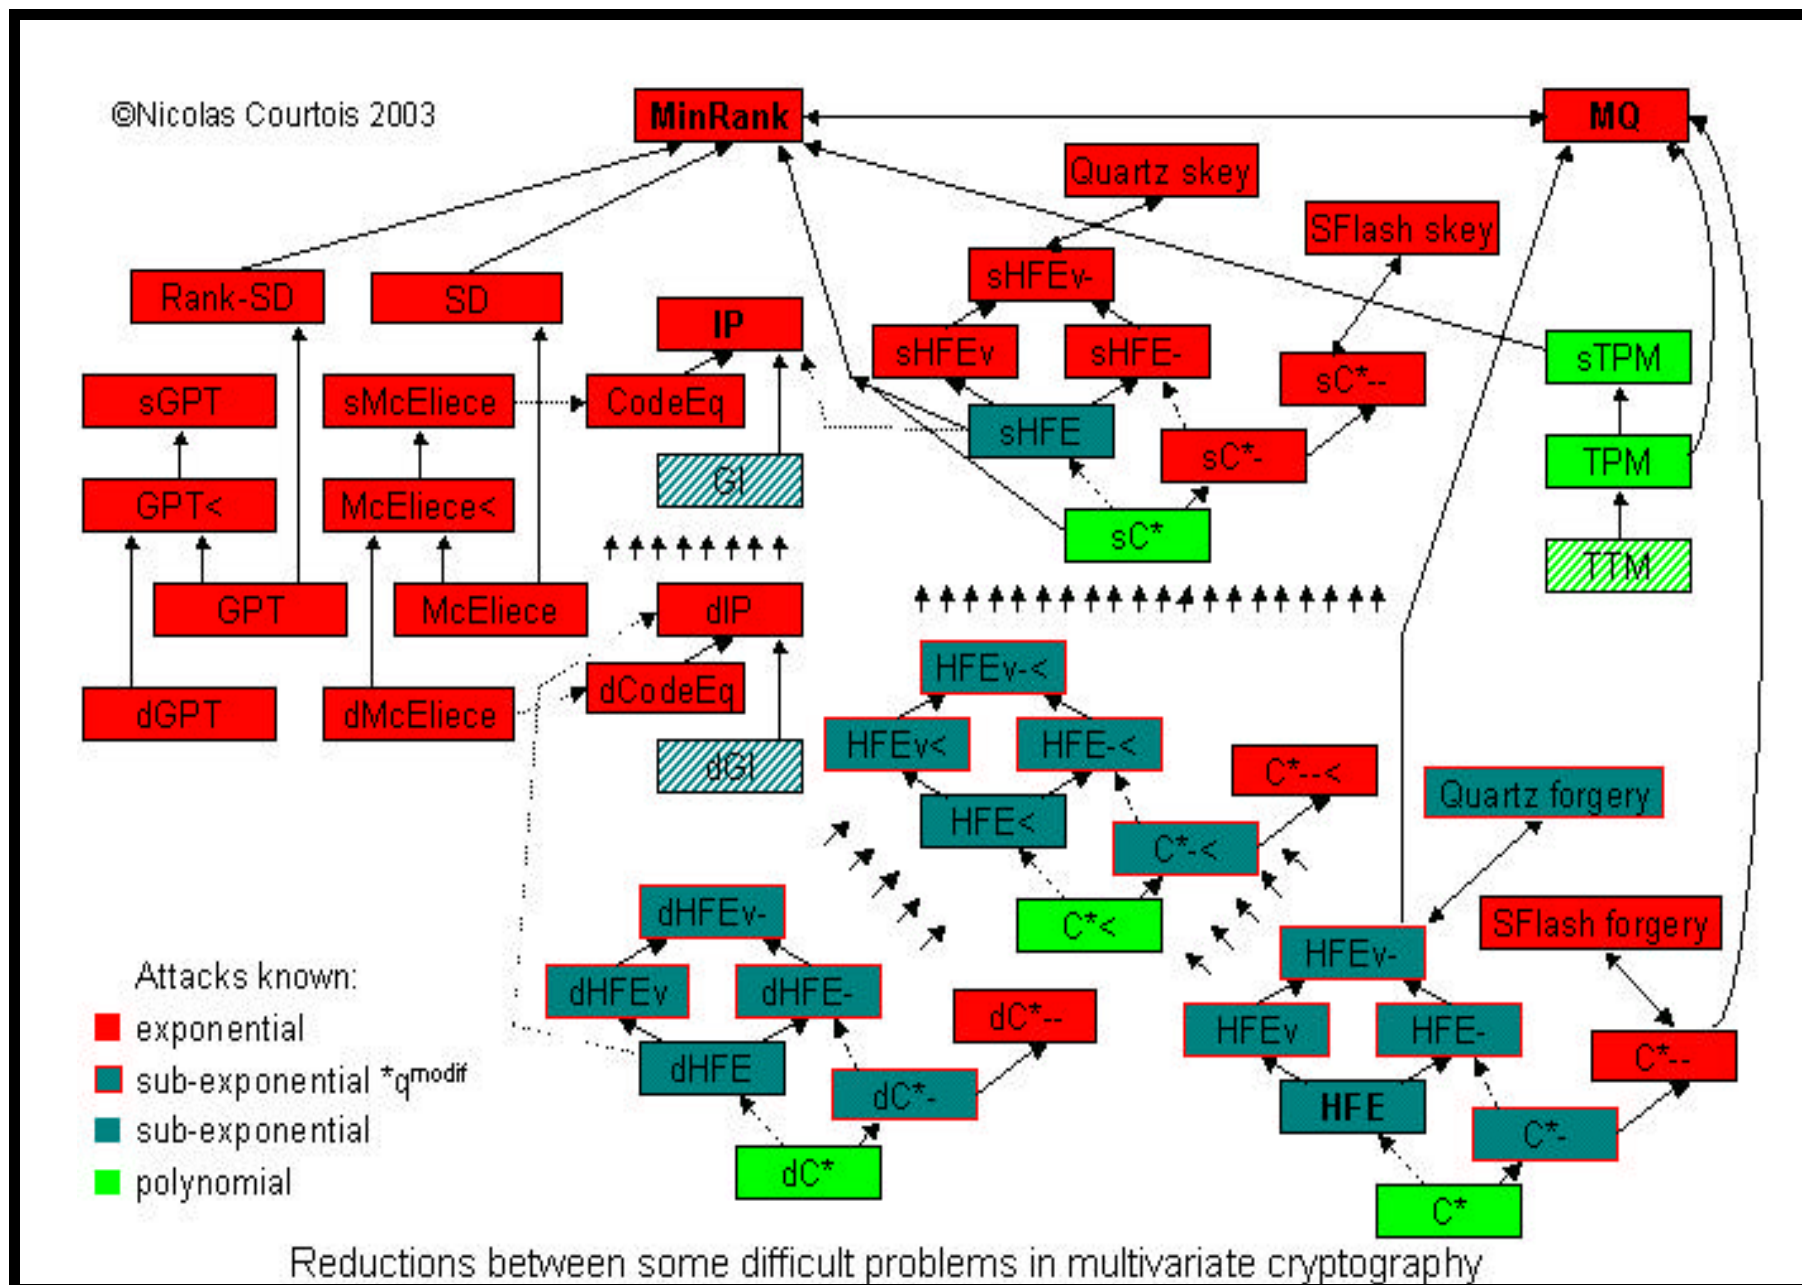 ©Nicolas Courtois 2003
MinRank
MQ
Quartz skey
SFlash skey
sHFEv-
Rank-SD
SD
IP
sHFEv
sHFE-
sC*--
sTPM
sGPT
sMcEliece
CodeEq
sHFE
sC*-
TPM
GI
GPT<
McEliece<
sC*
TTM
GPT
McEliece
dIP
HFEv-<
dCodeEq
dGPT
dMcEliece
HFEv<
HFE-<
C*--<
dGI
Quartz forgery
HFE<
C*-<
dHFEv-
C*<
SFlash forgery
HFEv-
Attacks known:
dHFEv
dHFE-
dC*--
HFEv
HFE-
C*--
exponential
sub-exponential *qmodif
dHFE
dC*-
HFE
C*-
sub-exponential
dC*
polynomial
C*
Reductions between some difficult problems in multivariate cryptography